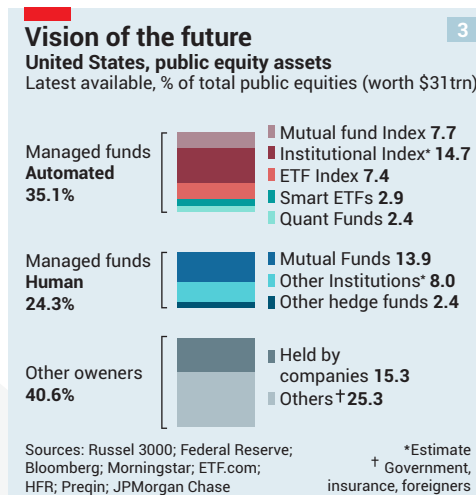 3
Vision of the future
United States, public equity assets
Latest available, % of total public equities (worth $31trn)
Managed funds
Automated
35.1%
Mutual fund Index 7.7
Institutional Index* 14.7
ETF Index 7.4
Smart ETFs 2.9
Quant Funds 2.4
Managed funds
Human
24.3%
Mutual Funds 13.9
Other Institutions* 8.0
Other hedge funds 2.4
Other oweners
40.6%
Held by
companies 15.3
Others † 25.3
Sources: Russel 3000; Federal Reserve;
Bloomberg; Morningstar; ETF.com;
HFR; Preqin; JPMorgan Chase
*Estimate
† Government,
insurance, foreigners